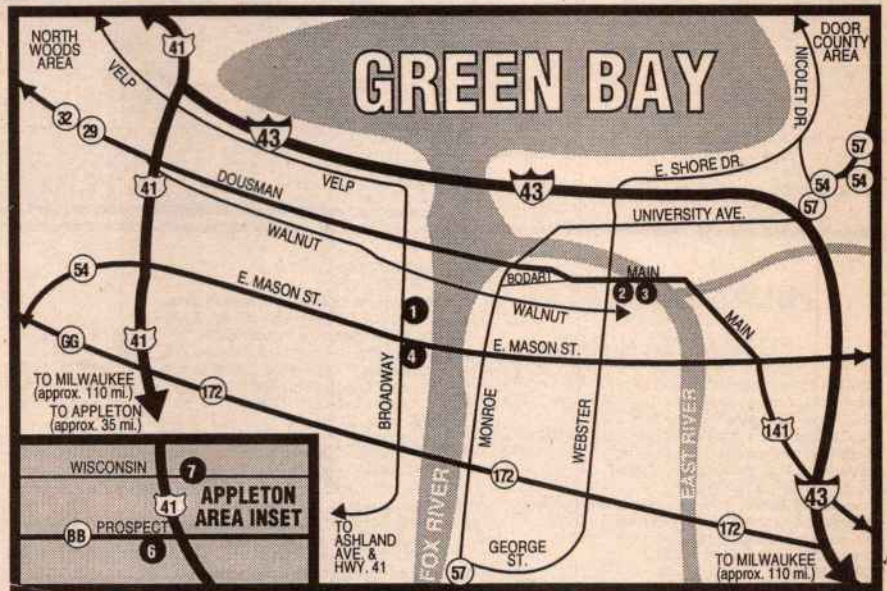 NORTH
WOODS
AREA
41
DOOR
COUNTY
AREA
VELP
GREEN BAY
NICOLET DR.
32
29
43
57
41
DOUSMAN
VELP
43
E. SHORE DR.
54
54
57
UNIVERSITY AVE.
WALNUT
54
E. MASON ST.
BODART
MAIN
2
3
1
WALNUT
MAIN
GG
41
4
E. MASON ST.
TO MILWAUKEE
(approx. 110 mi.)
TO APPLETON
(approx. 35 mi.)
172
BROADWAY
MONROE
WEBSTER
EAST RIVER
141
WISCONSIN
7
41
APPLETON
AREA INSET
172
43
BB
PROSPECT
6
TO
ASHLAND
AVE. &
HWY. 41
FOX RIVER
GEORGE
ST.
57
172
TO MILWAUKEE
(approx. 110 mi.)